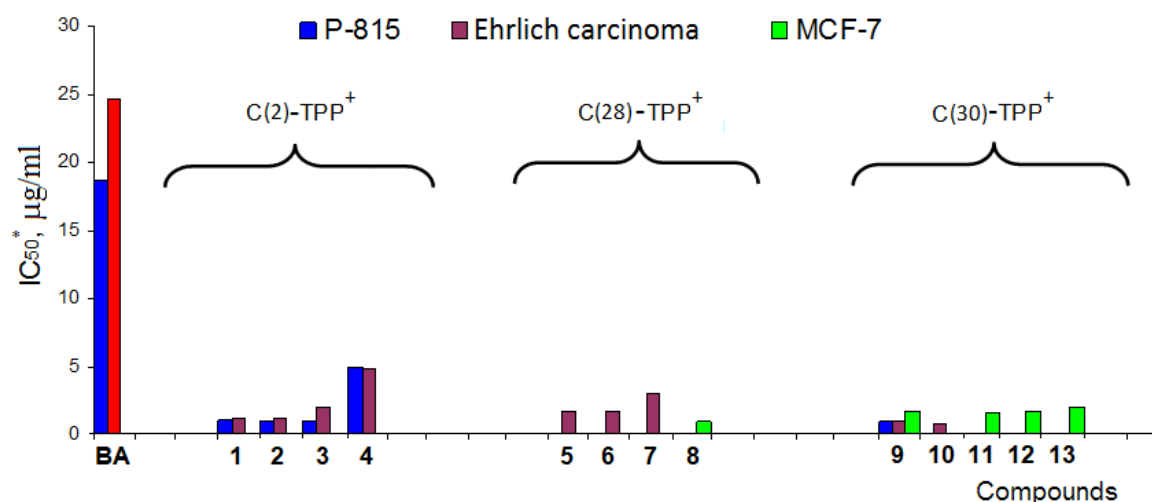 30
P-815
Ehrlich carcinoma
MCF-7
25
C(2)-TPP+
C(28)-TPP+
C(30)-TPP+
20
15
10
5
0
IC50*, µg/ml
BA 1 2 3 4 5 6 7 8 9 10 11 12 13
Compounds